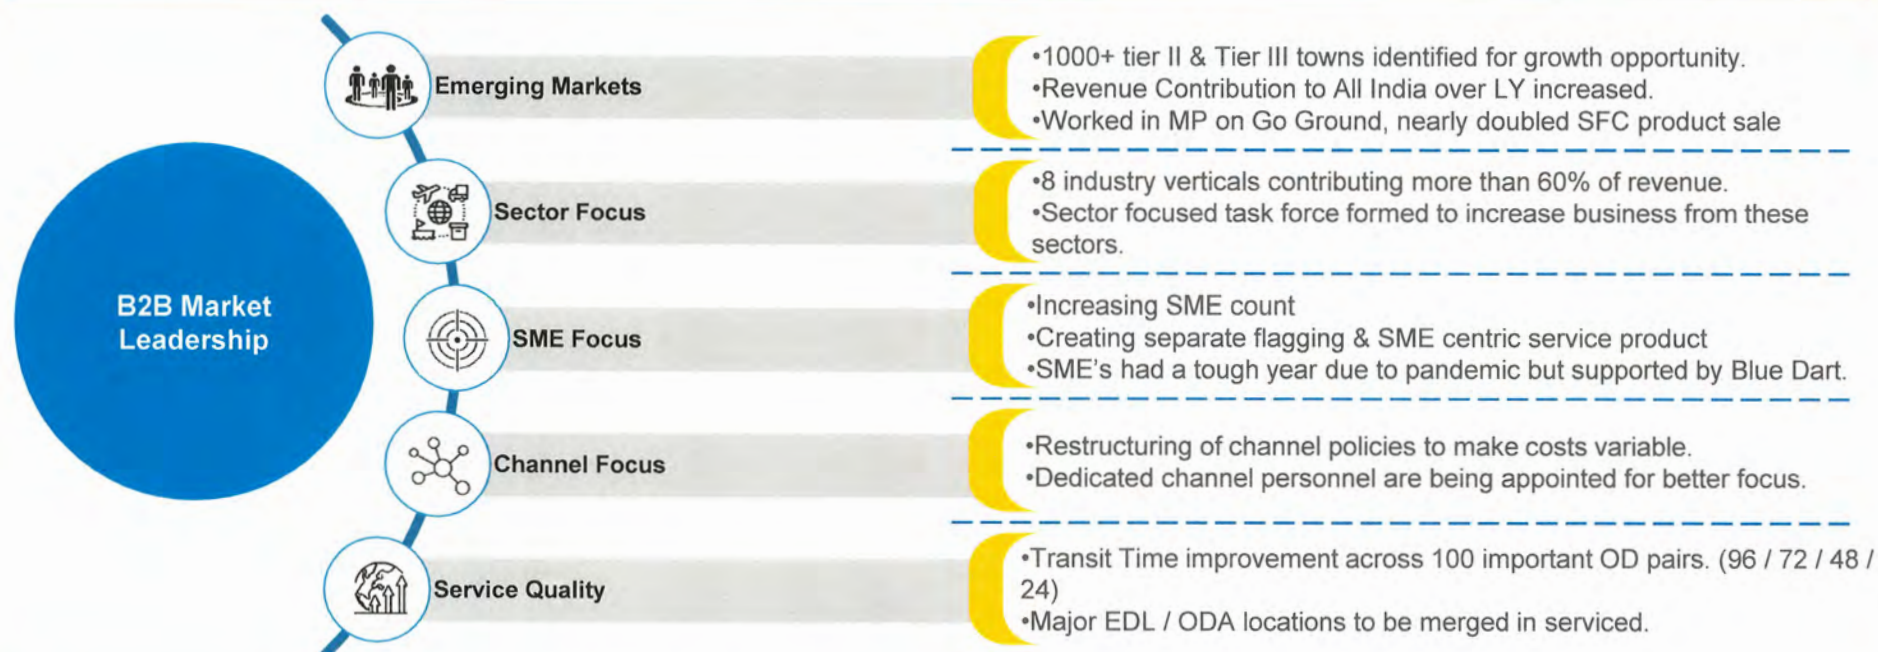 B2B Market
Leadership
Emerging Markets
•1000+ tier II & Tier III towns identified for growth opportunity.
•Revenue Contribution to All India over LY increased.
•Worked in MP on Go Ground, nearly doubled SFC product sale
Sector Focus
•8 industry verticals contributing more than 60% of revenue.
•Sector focused task force formed to increase business from these
sectors.
SME Focus
•Increasing SME count
•Creating separate flagging & SME centric service product
•SME's had a tough year due to pandemic but supported by Blue Dart.
Channel Focus
•Restructuring of channel policies to make costs variable.
•Dedicated channel personnel are being appointed for better focus.
Service Quality
•Transit Time improvement across 100 important OD pairs. (96 / 72 / 48 /
24)
•Major EDL / ODA locations to be merged in serviced.